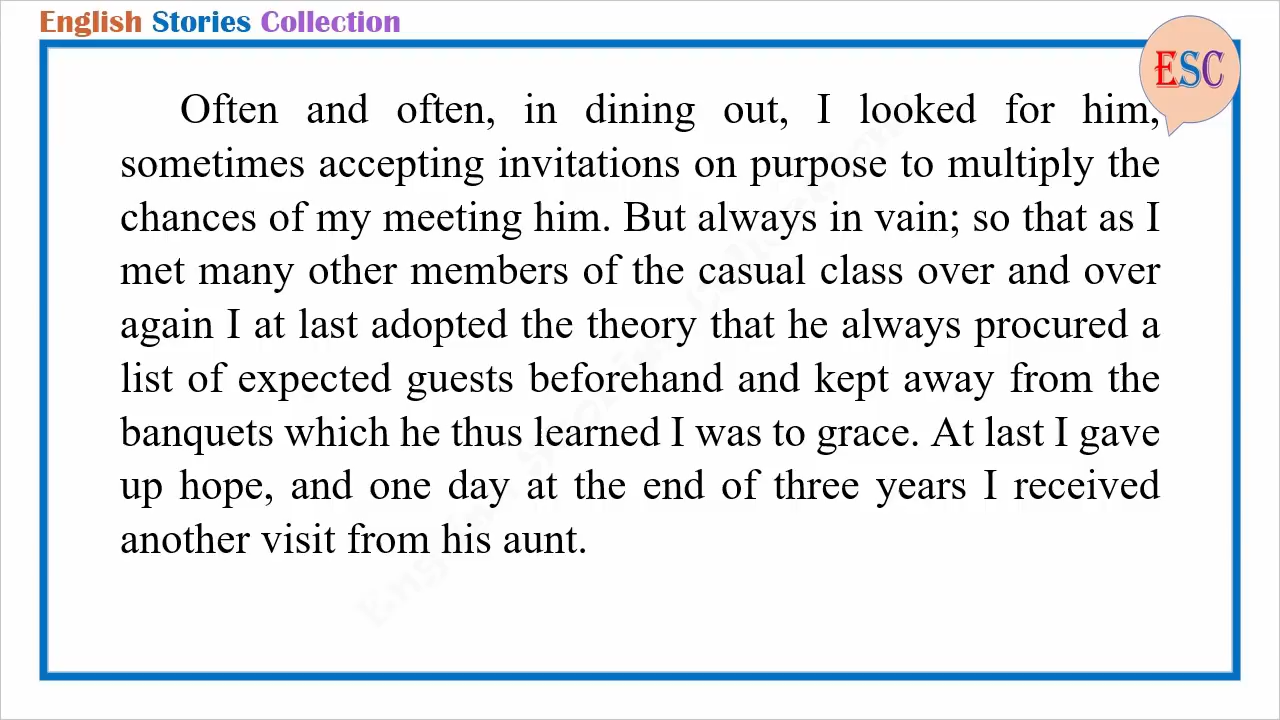 English Stories Collection
ESC
Often and often, in dining out, I looked for him,
sometimes accepting invitations on purpose to multiply the
chances of my meeting him. But always in vain; so that as I
met many other members of the casual class over and over
again I at last adopted the theory that he always procured a
list of expected guests beforehand and kept away from the
banquets which he thus learned I was to grace. At last I gave
up hope, and one day at the end of three years I received
another visit from his aunt.